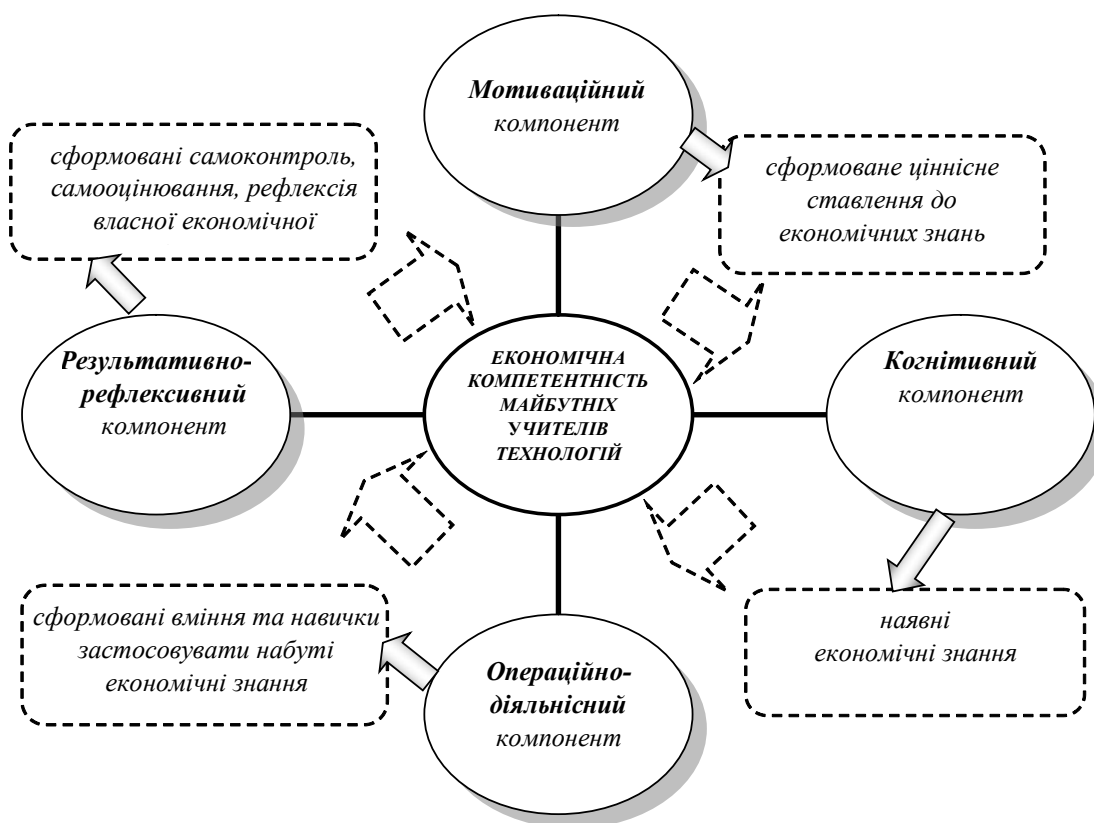 Мотиваційний
компонент
сформовані самоконтроль,
самооцінювання, рефлексія
власної економічної
сформоване ціннісне
ставлення до
економічних знань
Результативно-
рефлексивний
компонент
ЕКОНОМІЧНА
КОМПЕТЕНТНІСТЬ
МАЙБУТНІХ
УЧИТЕЛІВ
ТЕХНОЛОГІЙ
Когнітивний
компонент
сформовані вміння та навички
застосовувати набуті
економічні знання
Операційно-
діяльнісний
компонент
наявні
економічні знання